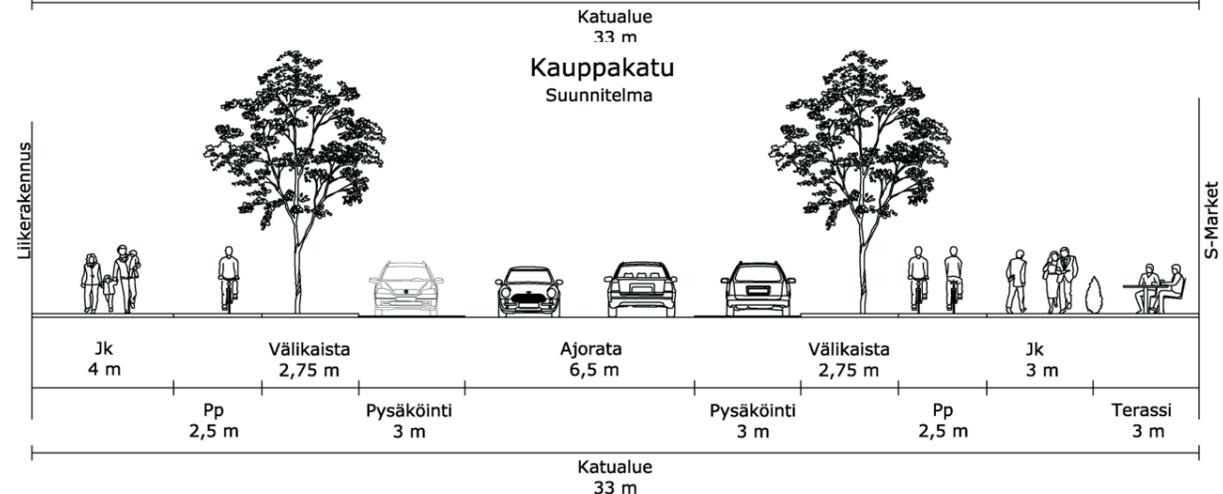 Katualue
33 m
Kauppakatu
Suunnitelma
Liikerakennus
S-Market
Jk
4 m
Välikaista
2,75 m
Ajorata
6,5 m
Välikaista
2,75 m
Jk
3 m
Pp
2,5 m
Pysäköinti
3 m
Pysäköinti
3 m
Pp
2,5 m
Terassi
3 m
Katualue
33 m